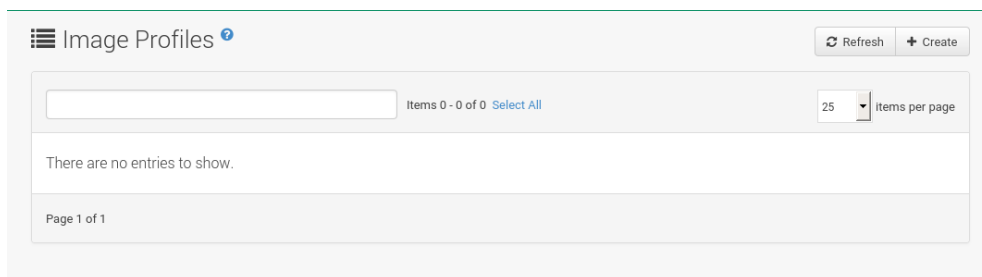 Image Profiles ?
Refresh + Create
Items 0 - 0 of 0 Select All 25 items per page
There are no entries to show.
Page 1 of 1